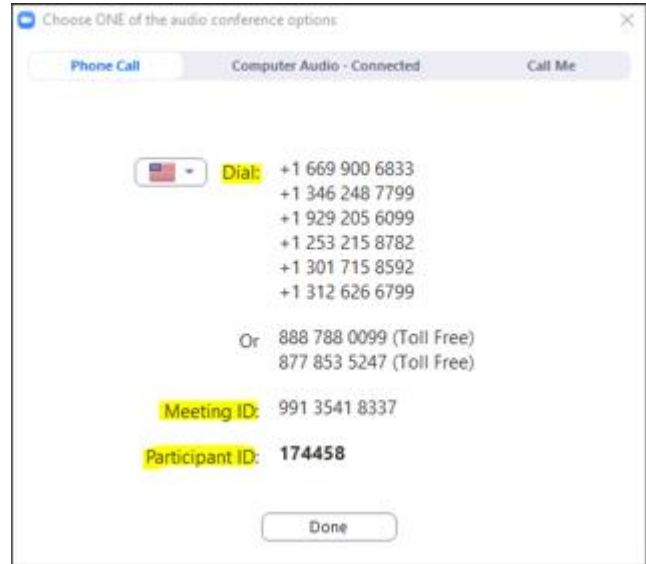 Choose ONE of the audio conference options
Phone Call Computer Audio - Connected Call Me
Dial: +1 669 900 6833
+1 346 248 7799
+1 929 205 6099
+1 253 215 8782
+1 301 715 8592
+1 312 626 6799
Or 888 788 0099 (Toll Free)
877 853 5247 (Toll Free)
Meeting ID: 991 3541 8337
Participant ID: 174458
Done